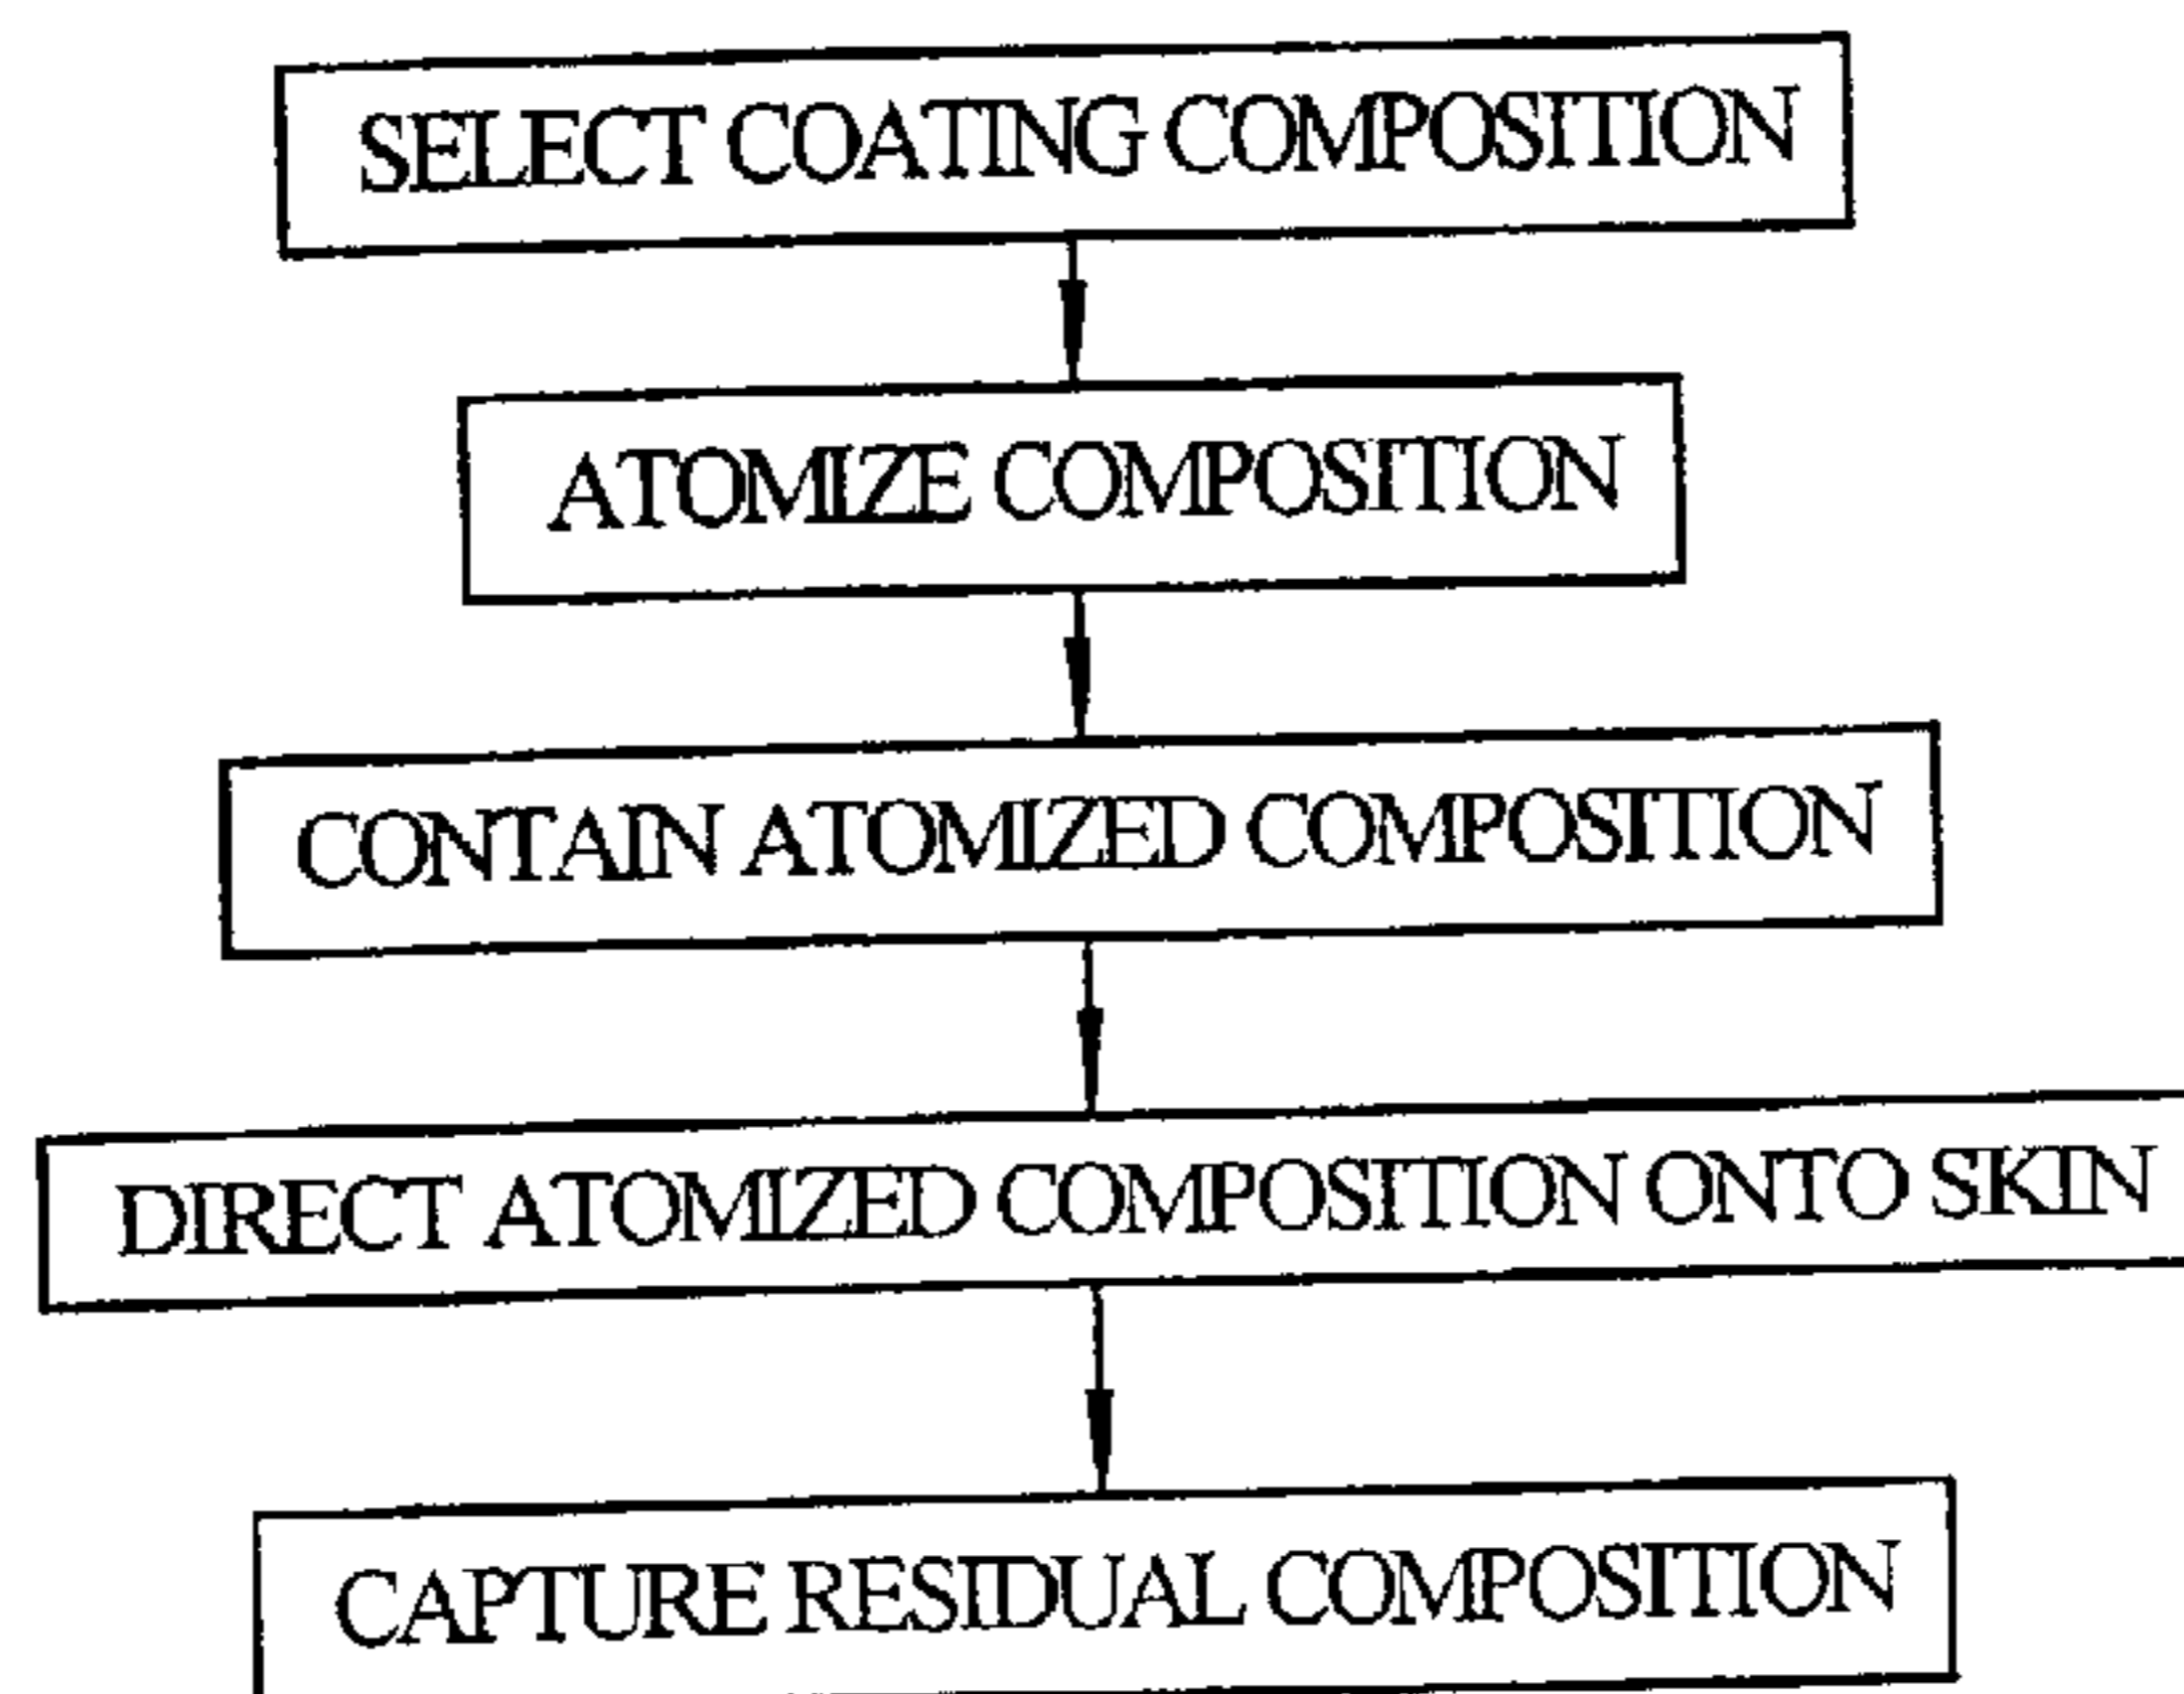 SELECT COATING COMPOSITION
ATOMIZE COMPOSITION
CONTAIN ATOMIZED COMPOSITION
DIRECT ATOMIZED COMPOSITION ONTO SKIN
CAPTURE RESIDUAL COMPOSITION